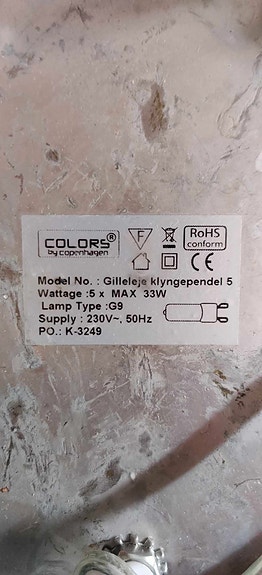 COLORS®
by copenhagen
F
RoHS
conform
CE
Model No. : Gilleleje klyngependel 5
Wattage :5 x MAX 33W
Lamp Type :G9
Supply : 230V~, 50Hz
PO.: K-3249